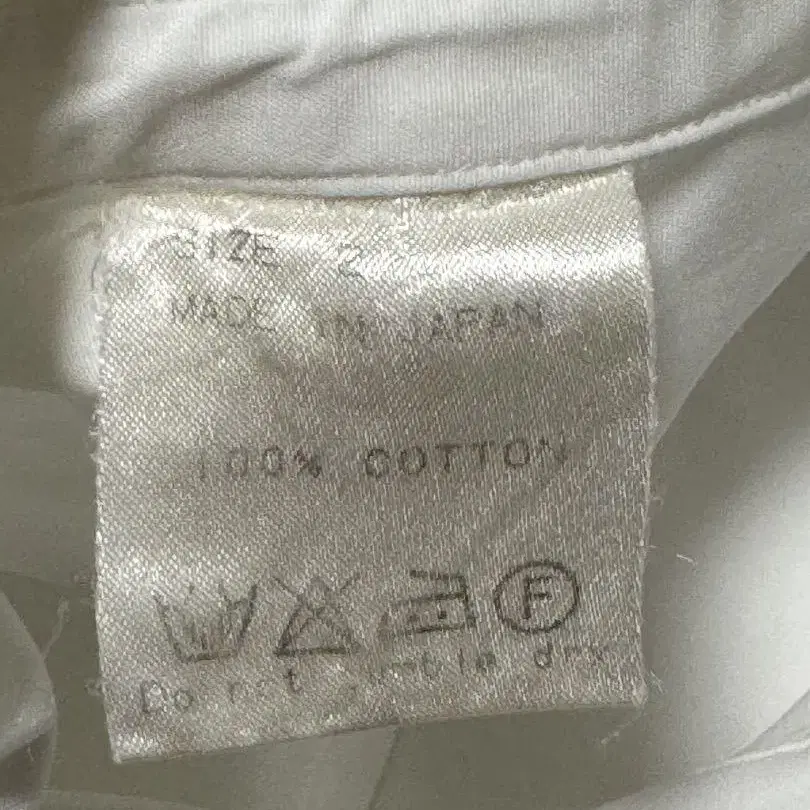 SIZE 2
MADE IN JAPAN
100% COTTON
F
Do not tumble dry